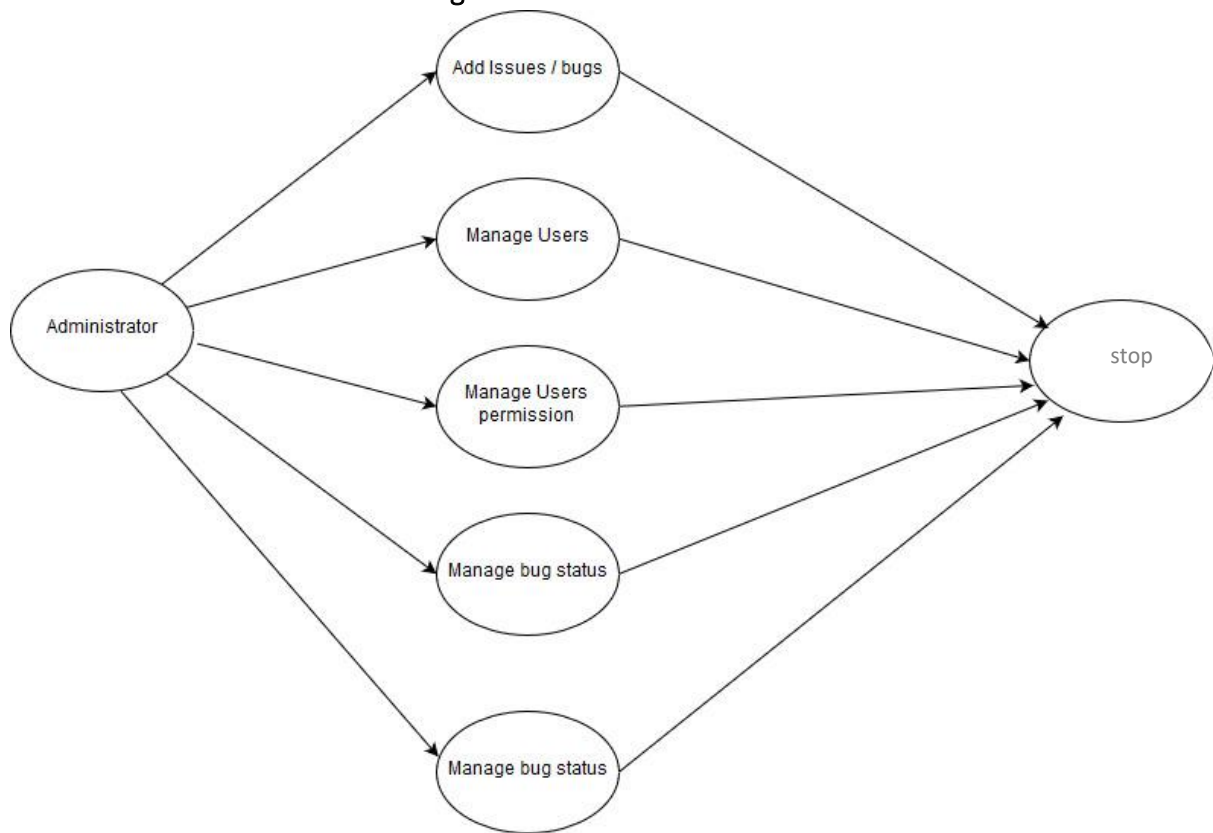 Add Issues / bugs
Manage Users
Administrator
stop
Manage Users
permission
Manage bug status
Manage bug status